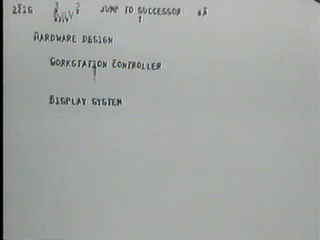 JUMP TO SUCCESSOR
HARDWARE DESIGN
WORKSTATION CONTROLLER
DISPLAY SYSTEM